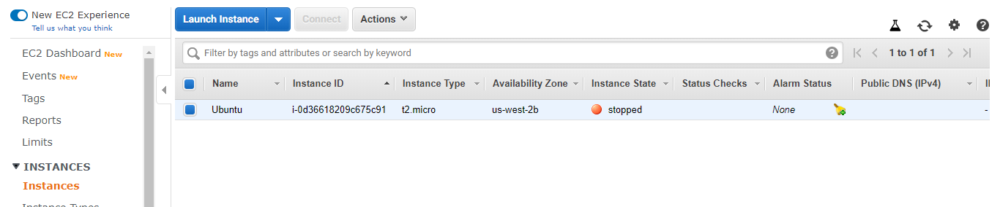 New EC2 Experience
Tell us what you think
EC2 Dashboard New
Events New
Tags
Reports
Limits
INSTANCES
Instances
Instance Types
Launch Instance Connect Actions
Filter by tags and attributes or search by keyword
1 to 1 of 1
Name Instance ID Instance Type Availability Zone Instance State Status Checks Alarm Status Public DNS (IPv4)
Ubuntu i-0d36618209c675c91 t2.micro us-west-2b stopped None -